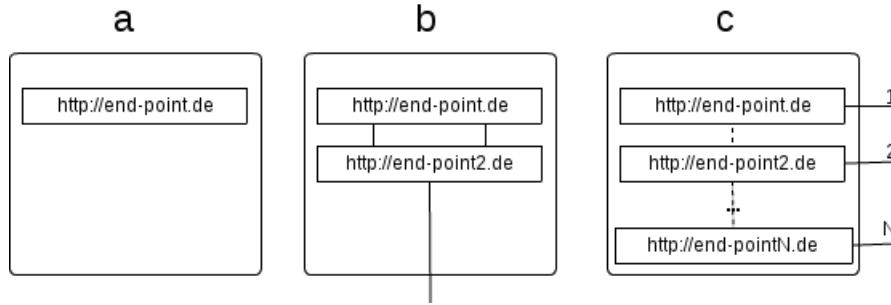 a b c
http://end-point.de http://end-point.de http://end-point.de 1
http://end-point2.de http://end-point2.de 2
http://end-pointN.de N